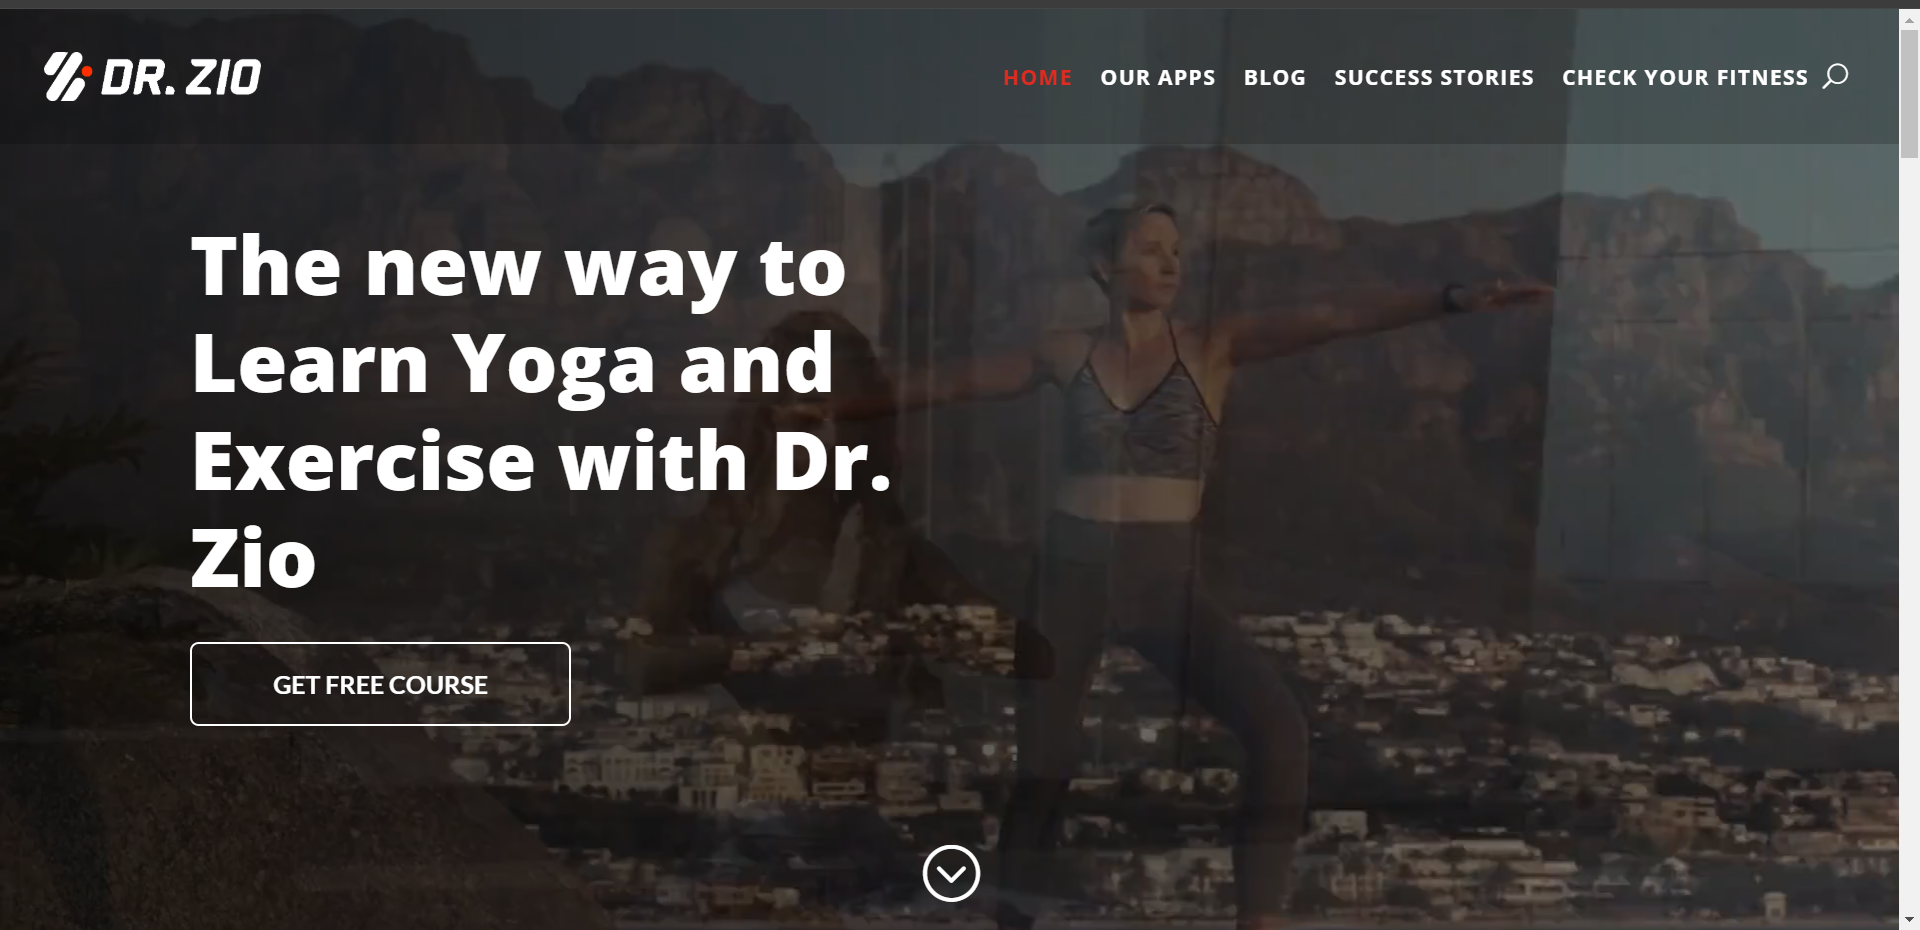 DR. ZIO
HOME OUR APPS BLOG SUCCESS STORIES CHECK YOUR FITNESS
The new way to
Learn Yoga and
Exercise with Dr.
Zio
GET FREE COURSE